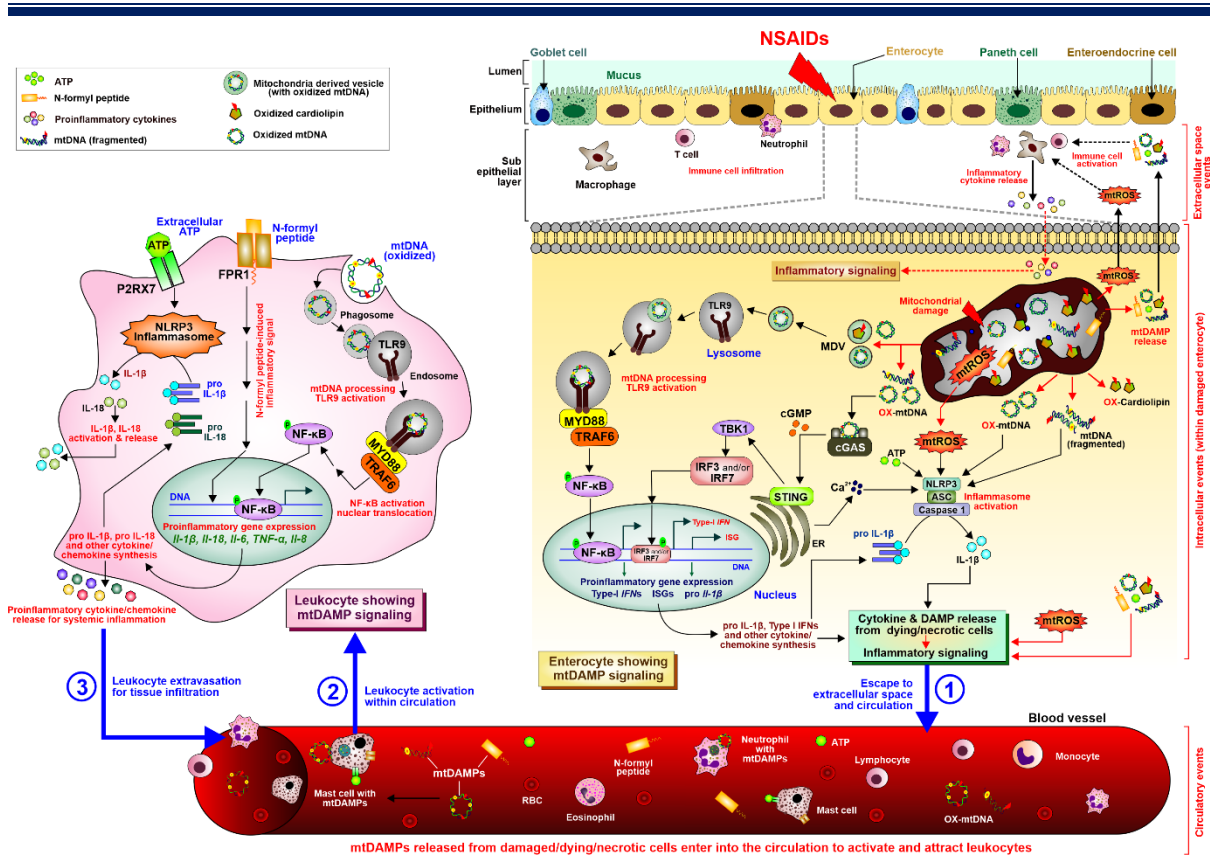 NSAIDs
Goblet cell
Enterocyte
Paneth cell
Enteroendocrine cell
Lumen
Mucus
Epithelium
Sub
epithelial
layer
Macrophage
T cell
Neutrophil
Immune cell infiltration
Inflammatory
cytokine release
Immune cell
activation
mtROS
Extracellular space
events
ATP
N-formyl peptide
Proinflammatory cytokines
mtDNA (fragmented)
Mitochondria derived vesicle
(with oxidized mtDNA)
Oxidized cardiolipin
Oxidized mtDNA
Extracellular
ATP
ATP
P2RX7
N-formyl
peptide
FPR1
mtDNA
(oxidized)
Phagosome
TLR9
Endosome
mtDNA processing
TLR9 activation
MYD88
TRAF6
NF-κB activation
nuclear translocation
P
NF-κB
NLRP3
Inflammasome
N-formyl peptide-induced
inflammatory signal
IL-1β
IL-18
pro
IL-1β
pro
IL-18
IL-1β, IL-18
activation & release
DNA
P
NF-κB
Proinflammatory gene expression
Il-1β, Il-18, Il-6, TNF-α, Il-8
pro IL-1β, pro IL-18
and other cytokine/
chemokine synthesis
Proinflammatory cytokine/chemokine
release for systemic inflammation
Leukocyte showing
mtDAMP signaling
Inflammatory signaling
Mitochondrial
damage
mtROS
mtROS
mtDAMP
release
TLR9
Lysosome
MDV
mtDNA processing
TLR9 activation
MYD88
TRAF6
P
NF-κB
OX-mtDNA
cGMP
cGAS
TBK1
IRF3 and/or
IRF7
STING
ER
Ca2+
mtROS
OX-mtDNA
OX-Cardiolipin
mtDNA
(fragmented)
ATP
NLRP3
ASC
Caspase 1
Inflammasome
activation
pro IL-1β
IL-1β
P
NF-κB
IRF3 and/or
IRF7
P
Type-I IFN
ISG
DNA
Proinflammatory gene expression
Type-I IFNs ISGs pro il-1β
Nucleus
pro IL-1β, Type I IFNs
and other cytokine/
chemokine synthesis
Cytokine & DAMP release
from dying/necrotic cells
Inflammatory signaling
mtROS
Enterocyte showing
mtDAMP signaling
Intracellular events (within damaged enterocyte)
3
Leukocyte extravasation
for tissue infiltration
2
Leukocyte activation
within circulation
Escape to
extracellular space
and circulation
1
Blood vessel
Mast cell with
mtDAMPs
mtDAMPs
RBC
Eosinophil
N-formyl
peptide
Neutrophil
with
mtDAMPs
ATP
Mast cell
Lymphocyte
OX-mtDNA
Monocyte
Circulatory events
mtDAMPs released from damaged/dying/necrotic cells enter into the circulation to activate and attract leukocytes